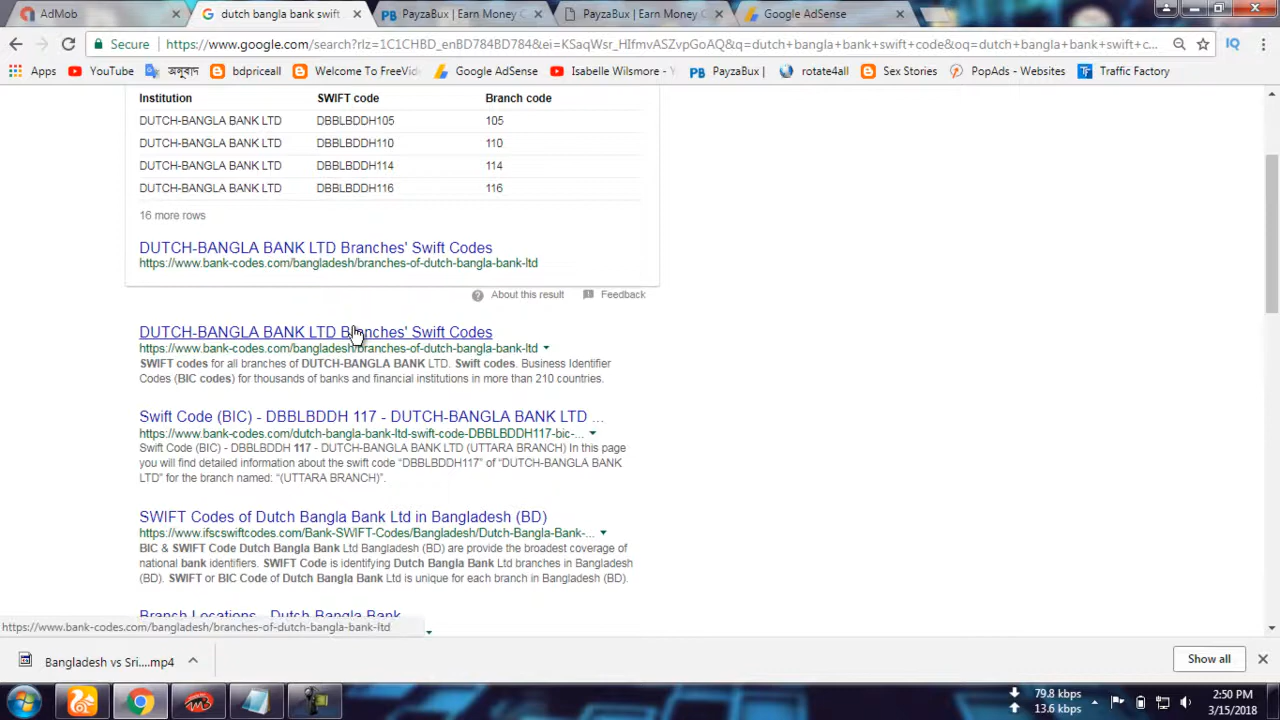 AdMob
dutch bangla bank swift
PayzaBux | Earn Money C
PayzaBux | Earn Money C
Google AdSense
Secure
https://www.google.com/search?rlz=1C1CHBD_enBD784BD784&ei=KSaqWsr_HIfmvASZvpGoAQ&q=dutch+bangla+bank+swift+code&oq=dutch+bangla+bank+swift+c...
Apps
YouTube
অনুবাদ
bdpriceall
Welcome To FreeVid
Google AdSense
Isabelle Wilsmore -
PayzaBux |
rotate4all
Sex Stories
PopAds - Websites
Traffic Factory
Institution SWIFT code Branch code
DUTCH-BANGLA BANK LTD DBBLBDDH105 105
DUTCH-BANGLA BANK LTD DBBLBDDH110 110
DUTCH-BANGLA BANK LTD DBBLBDDH114 114
DUTCH-BANGLA BANK LTD DBBLBDDH116 116
16 more rows
DUTCH-BANGLA BANK LTD Branches' Swift Codes
https://www.bank-codes.com/bangladesh/branches-of-dutch-bangla-bank-ltd
About this result Feedback
DUTCH-BANGLA BANK LTD Branches' Swift Codes
https://www.bank-codes.com/bangladesh/branches-of-dutch-bangla-bank-ltd
SWIFT codes for all branches of DUTCH-BANGLA BANK LTD. Swift codes. Business Identifier
Codes (BIC codes) for thousands of banks and financial institutions in more than 210 countries.
Swift Code (BIC) - DBBLBDDH 117 - DUTCH-BANGLA BANK LTD ...
https://www.bank-codes.com/dutch-bangla-bank-ltd-swift-code-DBBLBDDH117-bic-...
Swift Code (BIC) - DBBLBDDH 117 - DUTCH-BANGLA BANK LTD (UTTARA BRANCH) In this page
you will find detailed information about the swift code “DBBLBDDH117” of “DUTCH-BANGLA BANK
LTD” for the branch named: “(UTTARA BRANCH)”.
SWIFT Codes of Dutch Bangla Bank Ltd in Bangladesh (BD)
https://www.ifscswiftcodes.com/Bank-SWIFT-Codes/Bangladesh/Dutch-Bangla-Bank-...
BIC & SWIFT Code Dutch Bangla Bank Ltd Bangladesh (BD) are provide the broadest coverage of
national bank identifiers. SWIFT Code is identifying Dutch Bangla Bank Ltd branches in Bangladesh
(BD). SWIFT or BIC Code of Dutch Bangla Bank Ltd is unique for each branch in Bangladesh (BD).
Branch Locations - Dutch Bangla Bank
https://www.bank-codes.com/bangladesh/branches-of-dutch-bangla-bank-ltd
Bangladesh vs Sri....mp4
Show all
79.8 kbps
13.6 kbps
2:50 PM
3/15/2018